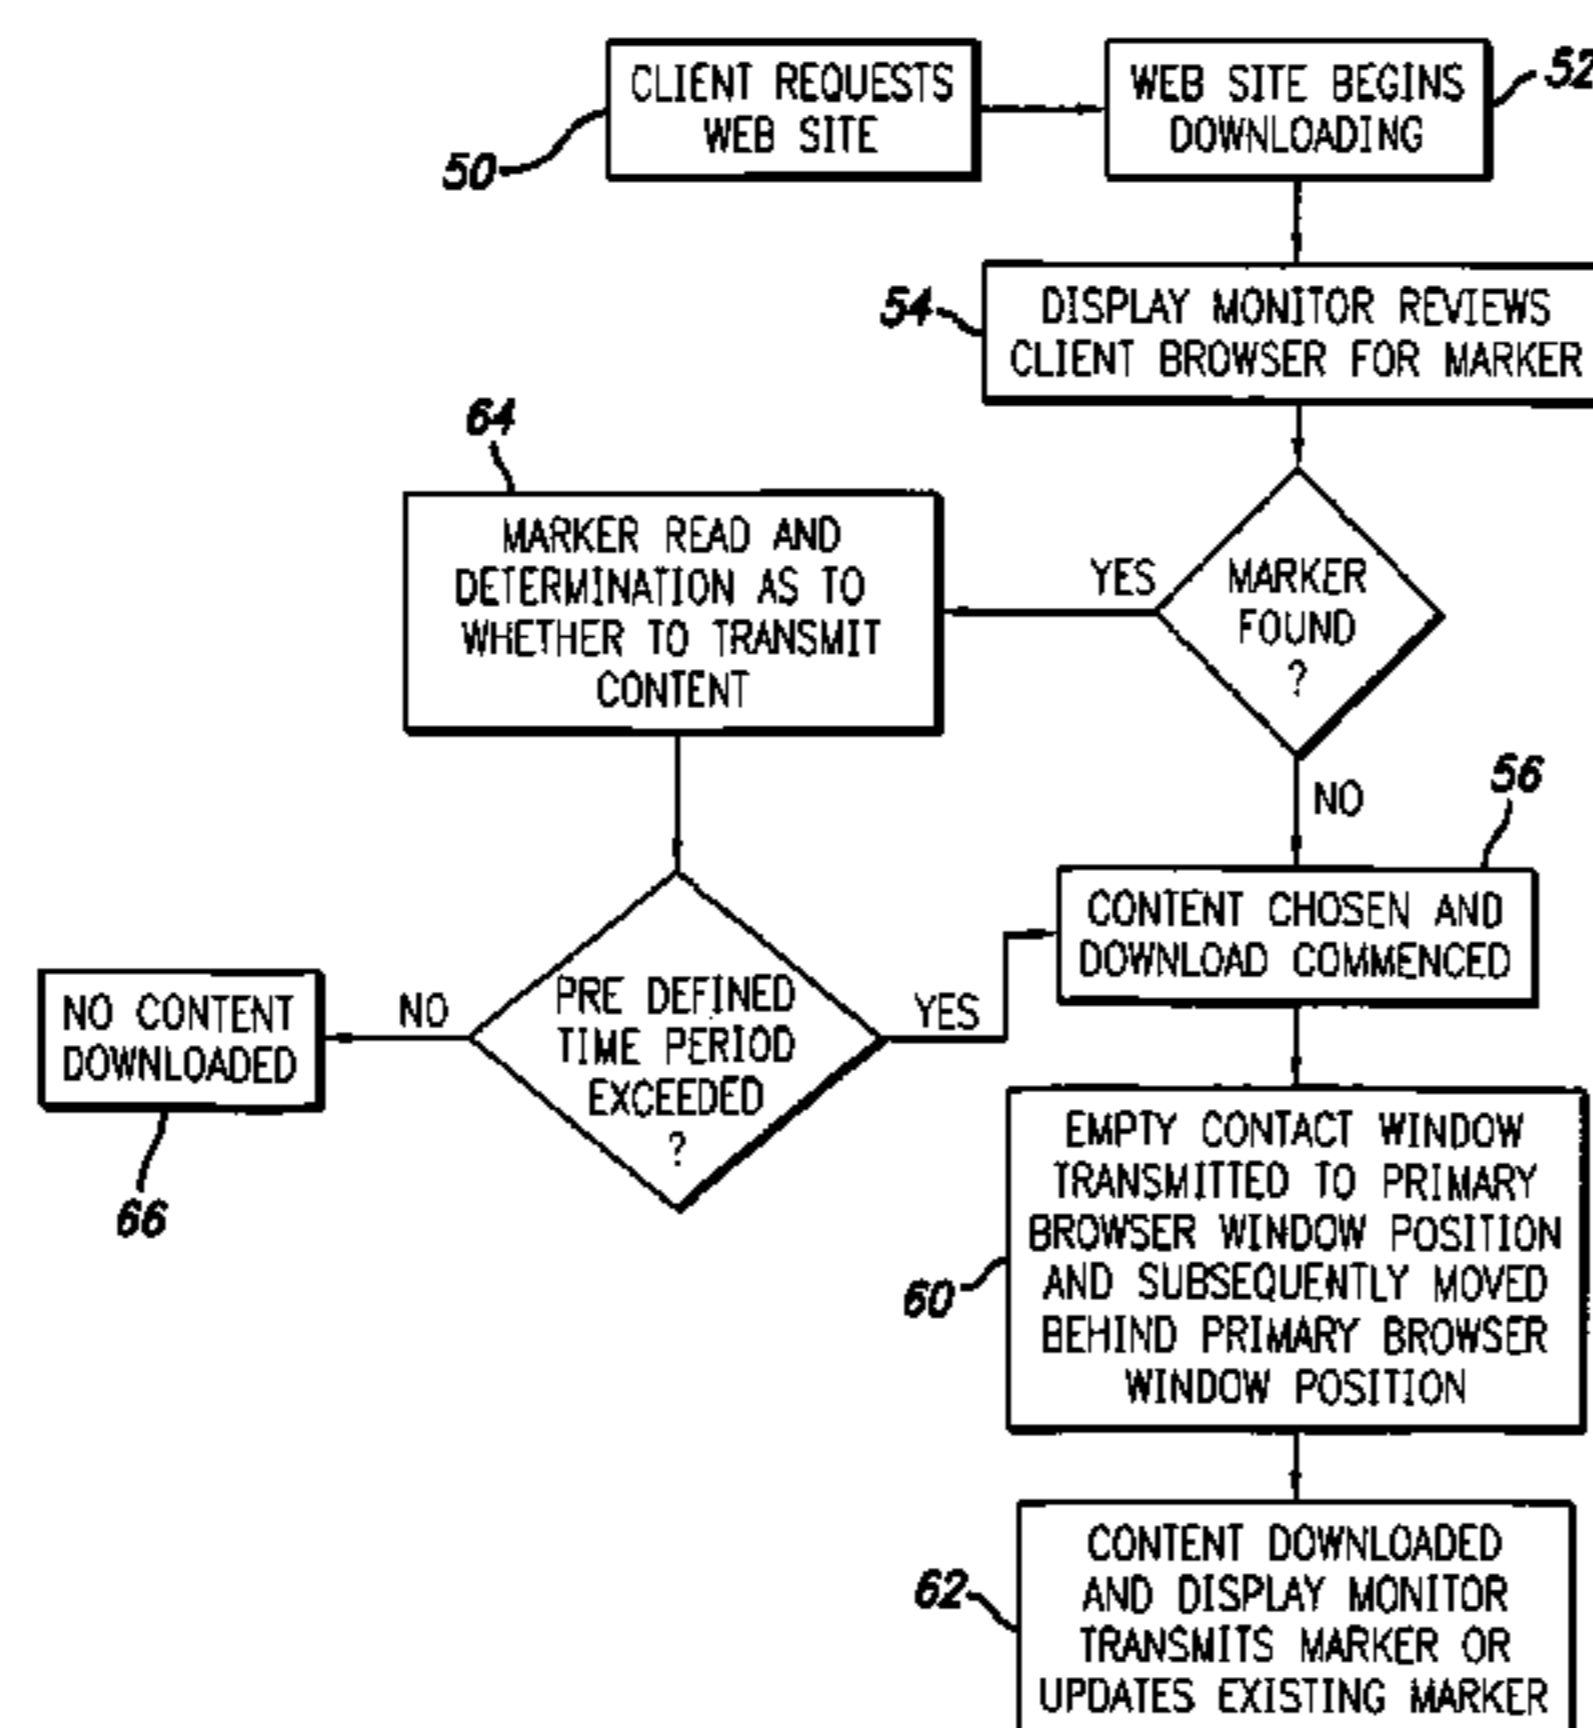 CLIENT REQUESTS
WEB SITE
50
WEB SITE BEGINS
DOWNLOADING
52
54
DISPLAY MONITOR REVIEWS
CLIENT BROWSER FOR MARKER
64
MARKER READ AND
DETERMINATION AS TO
WHETHER TO TRANSMIT
CONTENT
YES
MARKER
FOUND
?
NO
56
CONTENT CHOSEN AND
DOWNLOAD COMMENCED
NO CONTENT
DOWNLOADED
66
NO
PRE DEFINED
TIME PERIOD
EXCEEDED
?
YES
60
EMPTY CONTACT WINDOW
TRANSMITTED TO PRIMARY
BROWSER WINDOW POSITION
AND SUBSEQUENTLY MOVED
BEHIND PRIMARY BROWSER
WINDOW POSITION
62
CONTENT DOWNLOADED
AND DISPLAY MONITOR
TRANSMITS MARKER OR
UPDATES EXISTING MARKER